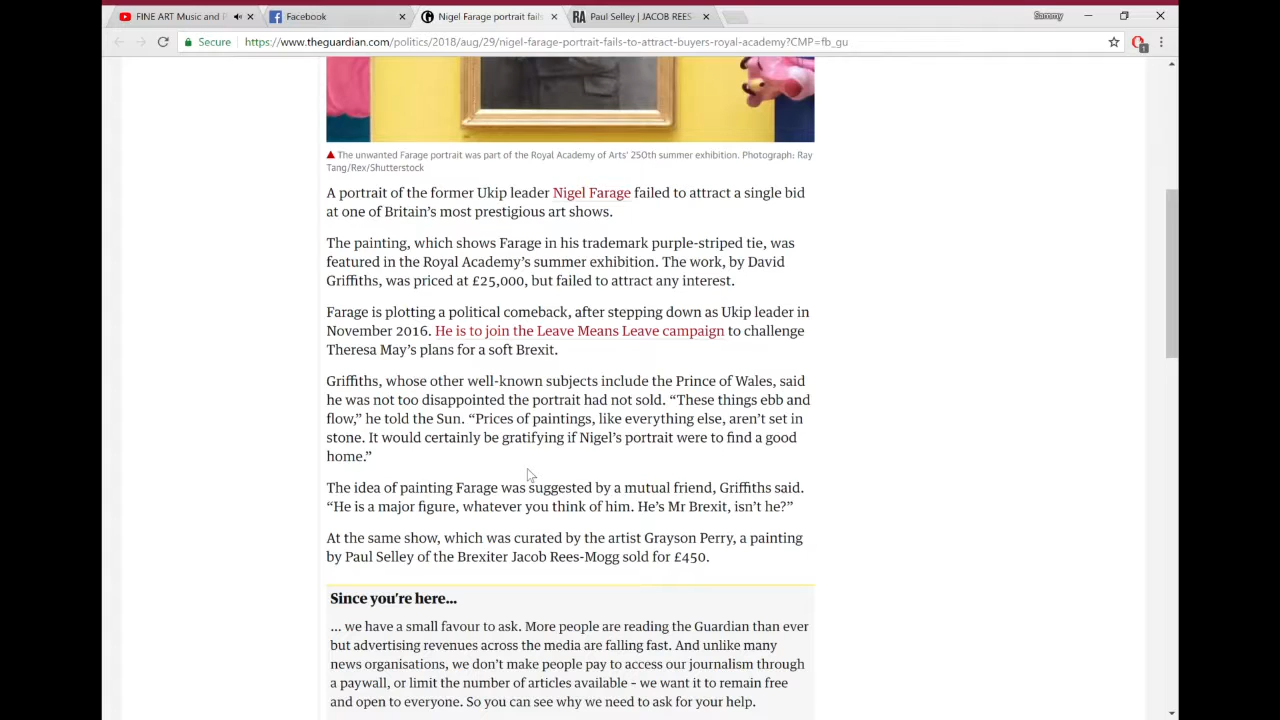 FINE ART Music and P
Facebook
Nigel Farage portrait fails
Paul Selley | JACOB REES
Sammy
Secure
https://www.theguardian.com/politics/2018/aug/29/nigel-farage-portrait-fails-to-attract-buyers-royal-academy?CMP=fb_gu
The unwanted Farage portrait was part of the Royal Academy of Arts' 250th summer exhibition. Photograph: Ray
Tang/Rex/Shutterstock
A portrait of the former Ukip leader Nigel Farage failed to attract a single bid
at one of Britain's most prestigious art shows.
The painting, which shows Farage in his trademark purple-striped tie, was
featured in the Royal Academy's summer exhibition. The work, by David
Griffiths, was priced at £25,000, but failed to attract any interest.
Farage is plotting a political comeback, after stepping down as Ukip leader in
November 2016. He is to join the Leave Means Leave campaign to challenge
Theresa May's plans for a soft Brexit.
Griffiths, whose other well-known subjects include the Prince of Wales, said
he was not too disappointed the portrait had not sold. “These things ebb and
flow,” he told the Sun. “Prices of paintings, like everything else, aren't set in
stone. It would certainly be gratifying if Nigel's portrait were to find a good
home.”
The idea of painting Farage was suggested by a mutual friend, Griffiths said.
“He is a major figure, whatever you think of him. He's Mr Brexit, isn't he?”
At the same show, which was curated by the artist Grayson Perry, a painting
by Paul Selley of the Brexiter Jacob Rees-Mogg sold for £450.
Since you're here...
... we have a small favour to ask. More people are reading the Guardian than ever
but advertising revenues across the media are falling fast. And unlike many
news organisations, we don't make people pay to access our journalism through
a paywall, or limit the number of articles available – we want it to remain free
and open to everyone. So you can see why we need to ask for your help.